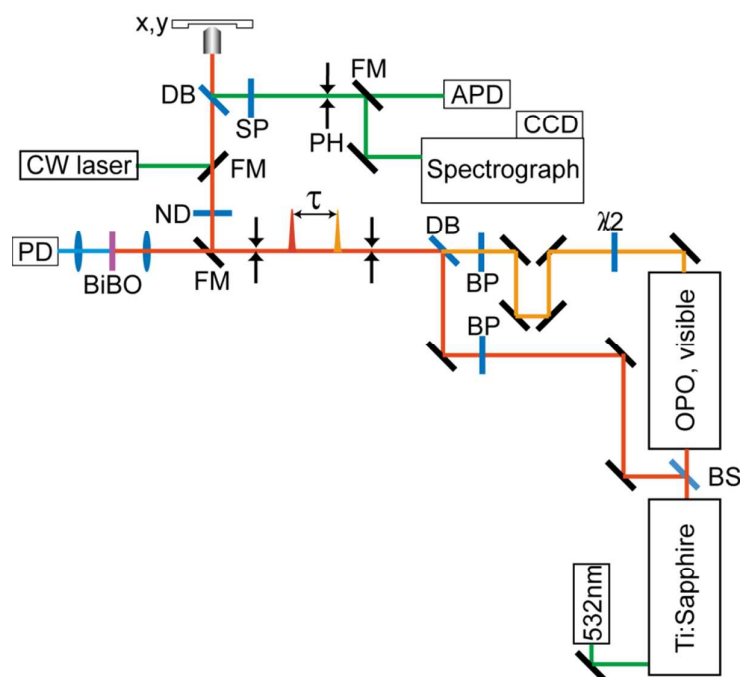 x,y
FM
DB
APD
SP
CCD
PH
Spectrograph
CW laser
FM
ND
τ
DB
χ2
PD
BP
BiBO
FM
BP
OPO, visible
BS
Ti:Sapphire
532nm